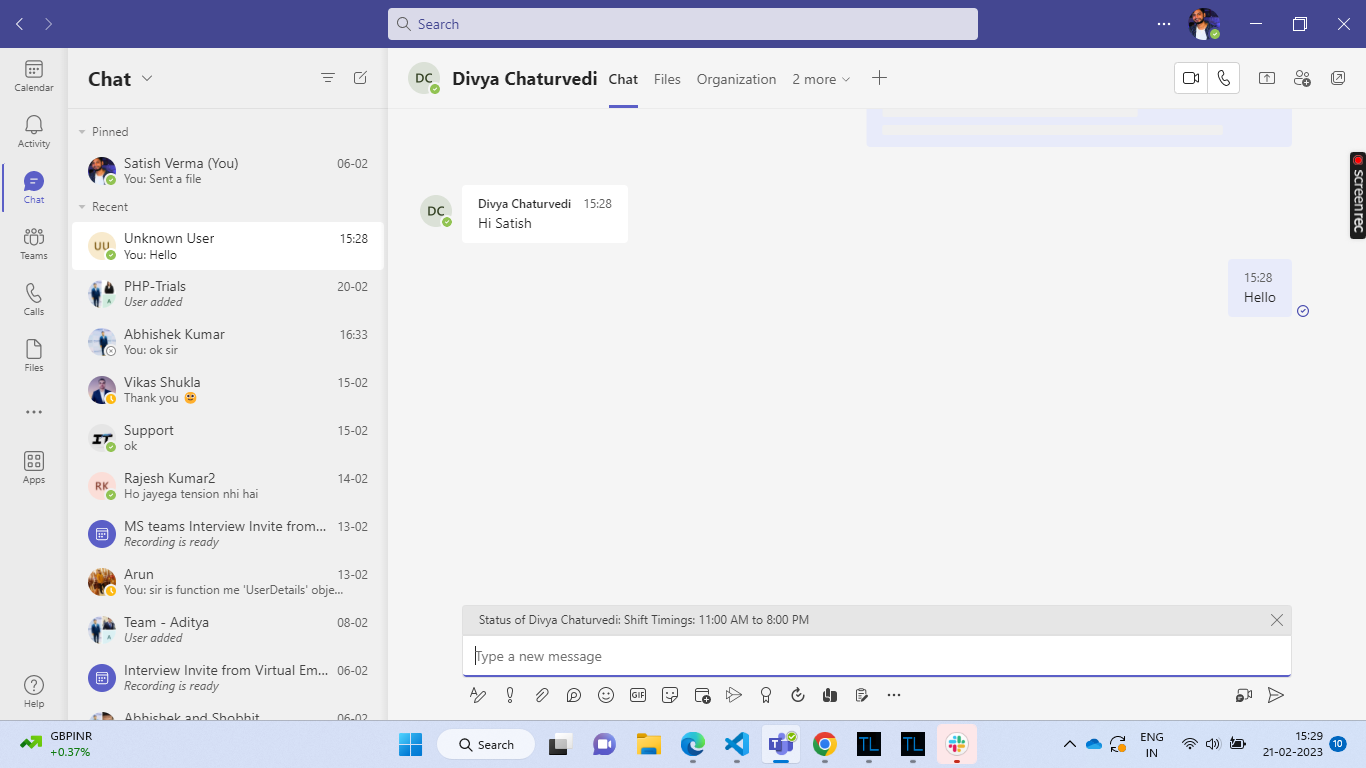 Search
Calendar
Activity
Chat
Teams
Calls
Files
Apps
Help
Chat
Pinned
Satish Verma (You) 06-02
You: Sent a file
Recent
UU Unknown User 15:28
You: Hello
PHP-Trials 20-02
A User added
Abhishek Kumar 16:33
You: ok sir
Vikas Shukla 15-02
Thank you
IT Support 15-02
ok
RK Rajesh Kumar2 14-02
Ho jayega tension nhi hai
MS teams Interview Invite from... 13-02
Recording is ready
Arun 13-02
You: sir is function me 'UserDetails' obje...
Team - Aditya 08-02
A User added
Interview Invite from Virtual Em... 06-02
Recording is ready
Abhishek and Shobhit 06-02
DC Divya Chaturvedi Chat Files Organization 2 more
DC Divya Chaturvedi 15:28
Hi Satish
15:28
Hello
Status of Divya Chaturvedi: Shift Timings: 11:00 AM to 8:00 PM
Type a new message
GIF
screenrec
GBPINR
+0.37%
Search
TL
TL
ENG
IN
15:29
21-02-2023
10